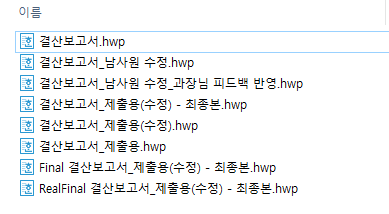 이름
결산보고서.hwp
결산보고서_남사원 수정.hwp
결산보고서_남사원 수정_과장님 피드백 반영.hwp
결산보고서_제출용(수정) - 최종본.hwp
결산보고서_제출용(수정).hwp
결산보고서_제출용.hwp
Final 결산보고서_제출용(수정) - 최종본.hwp
RealFinal 결산보고서_제출용(수정) - 최종본.hwp